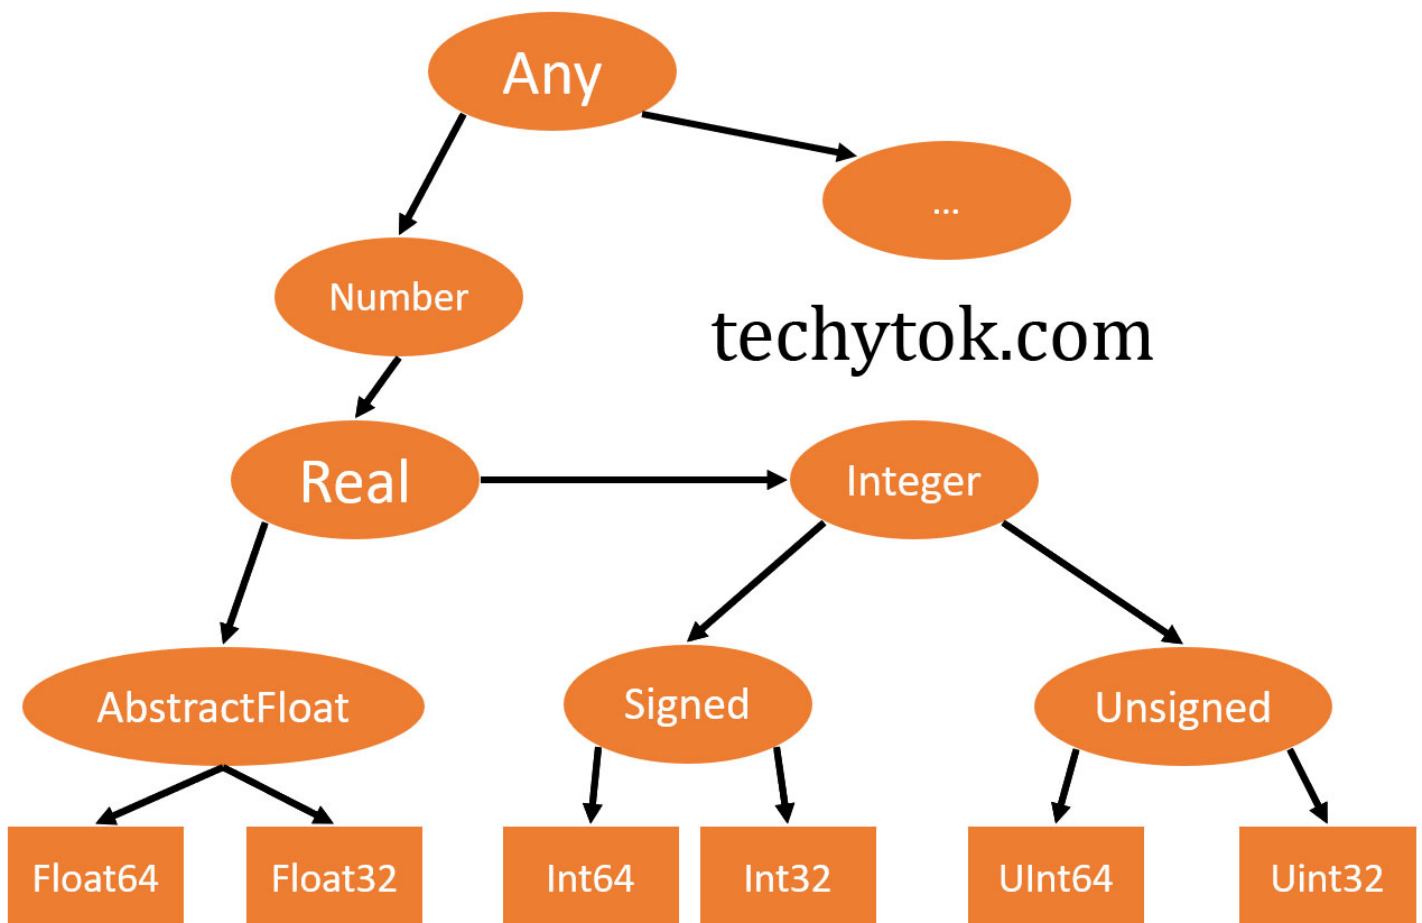 Any
...
Number
techytok.com
Real
Integer
AbstractFloat
Signed
Unsigned
Float64
Float32
Int64
Int32
UInt64
Uint32